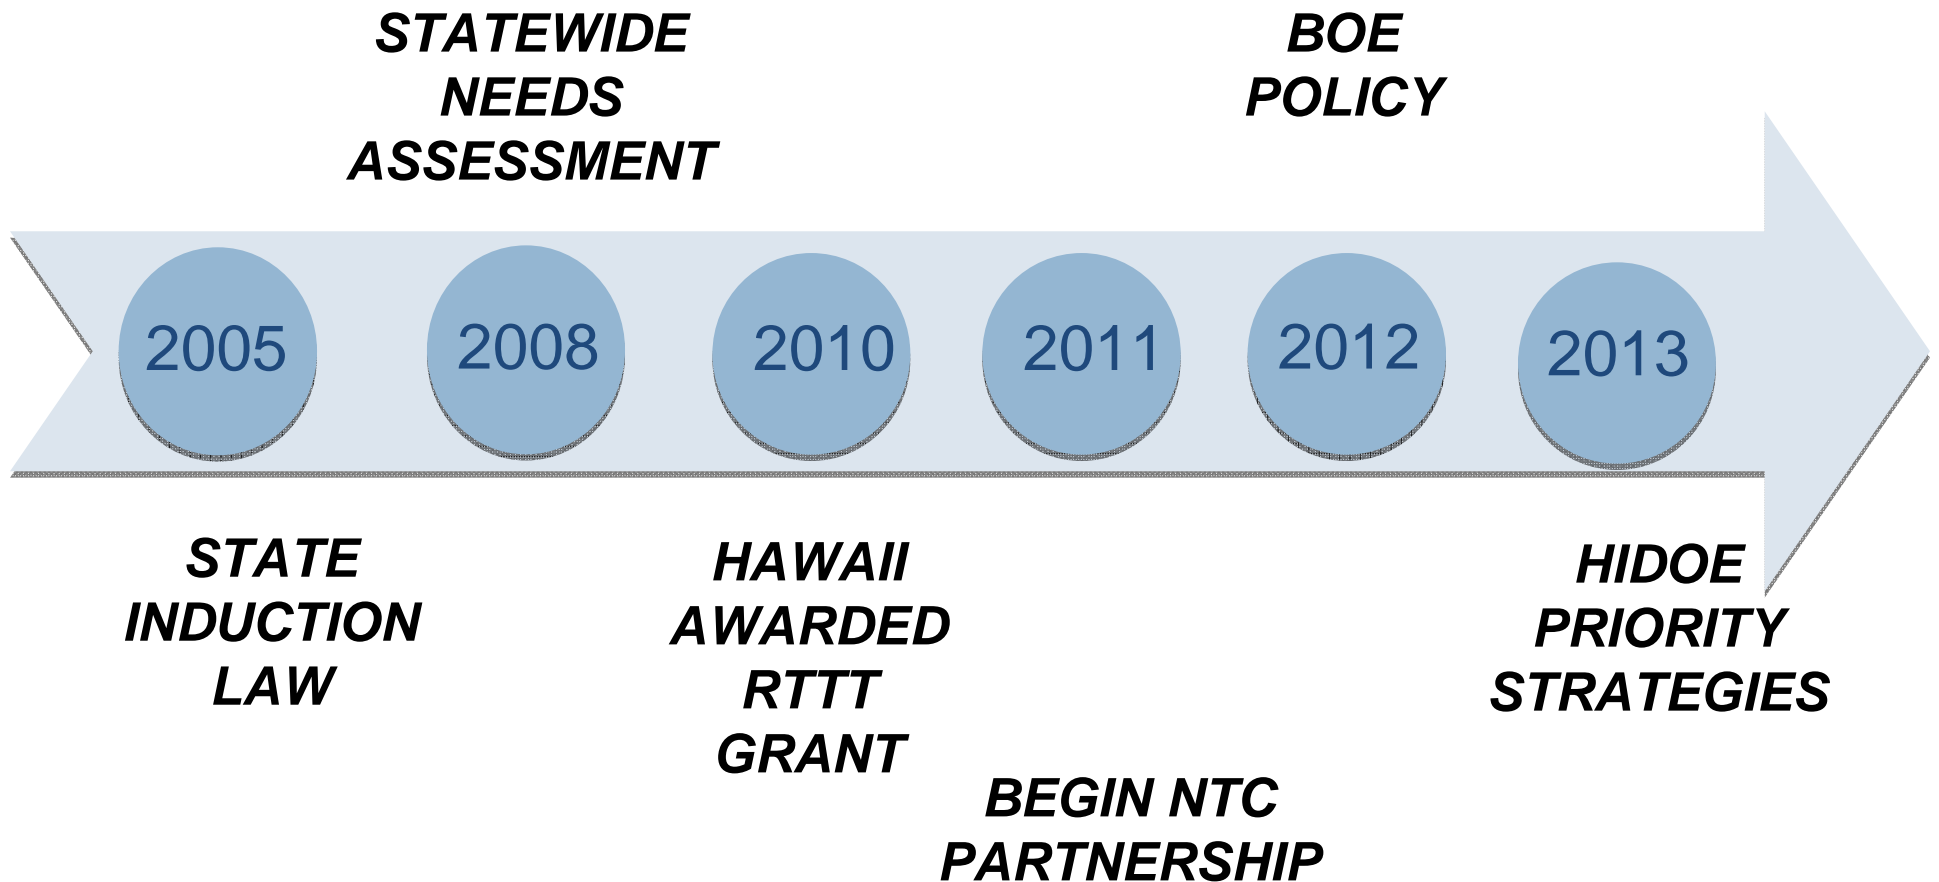 STATEWIDE
NEEDS
ASSESSMENT
BOE
POLICY
2005
2008
2010
2011
2012
2013
STATE
INDUCTION
LAW
HAWAII
AWARDED
RTTT
GRANT
BEGIN NTC
PARTNERSHIP
HIDOE
PRIORITY
STRATEGIES